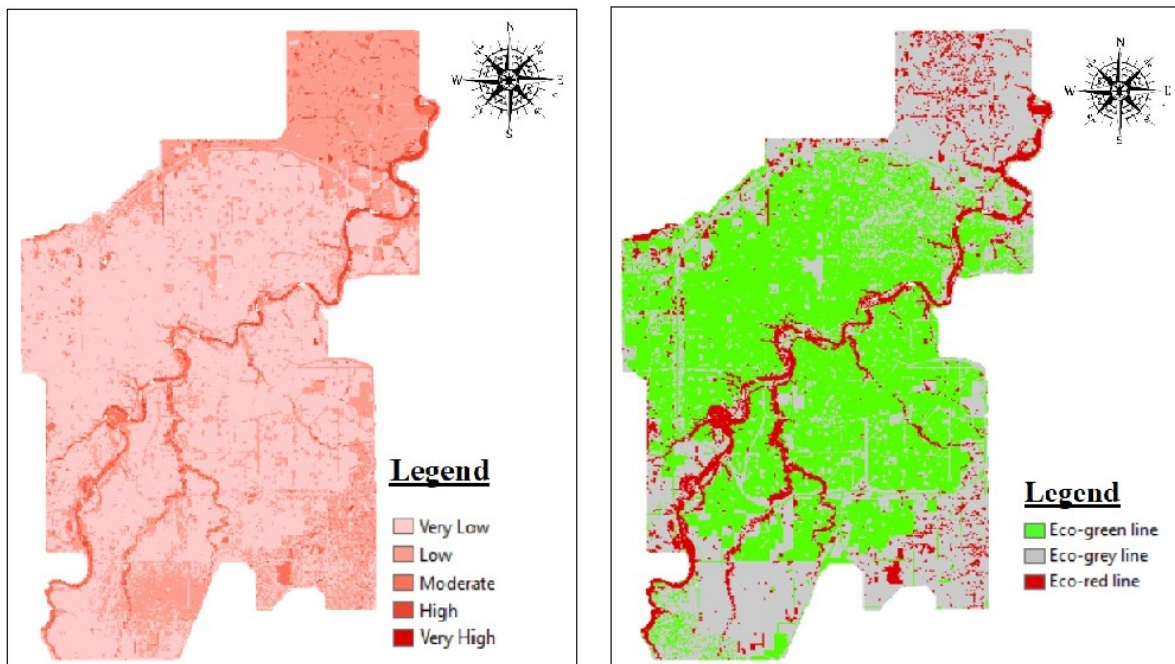 N
W
E
S
Legend
Very Low
Low
Moderate
High
Very High
N
W
S
Legend
Eco-green line
Eco-grey line
Eco-red line